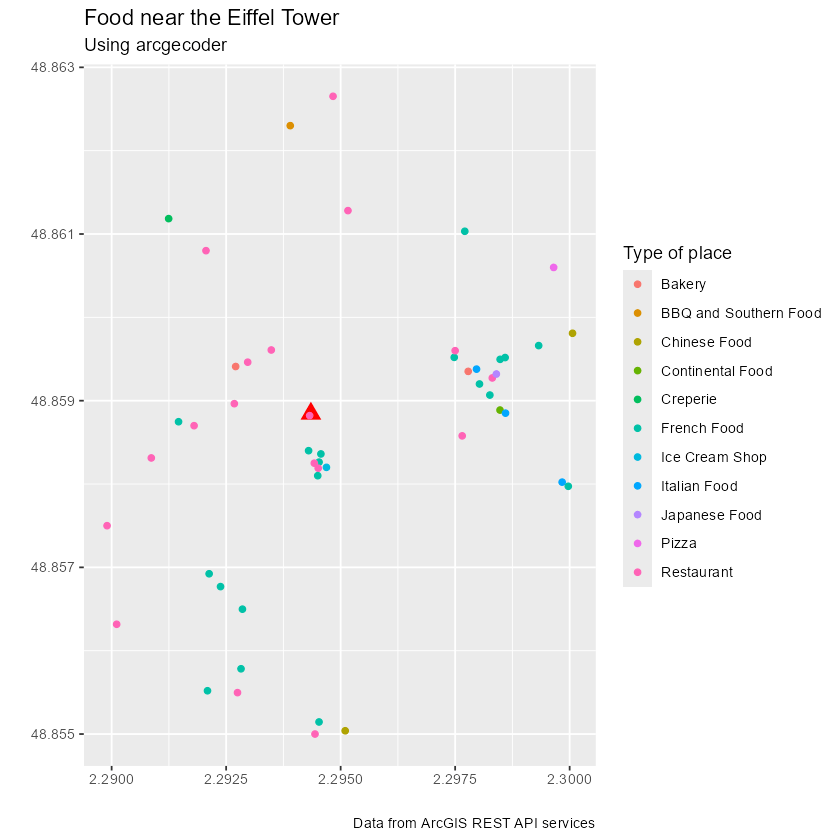 Food near the Eiffel Tower
Using arcgecoder
48.863
48.861
48.859
48.857
48.855
2.2900
2.2925
2.2950
2.2975
2.3000
Type of place
Bakery
BBQ and Southern Food
Chinese Food
Continental Food
Creperie
French Food
Ice Cream Shop
Italian Food
Japanese Food
Pizza
Restaurant
Data from ArcGIS REST API services